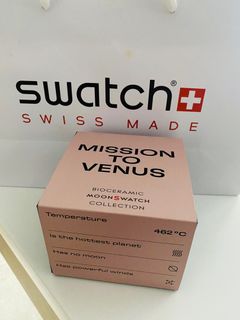 swatch
SWISS MADE
MISSION
TO
VENUS
BIOCERAMIC
MOONSWATCH
COLLECTION
Temperature 462 °C
Is the hottest planet
Has no moon
Has powerful winds